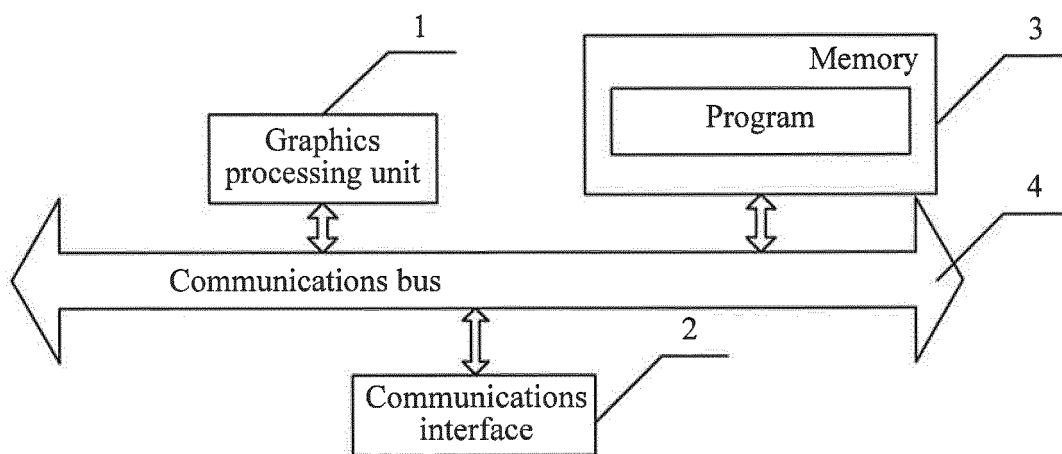 1
3
Memory
Program
Graphics
processing unit
4
Communications bus
2
Communications
interface